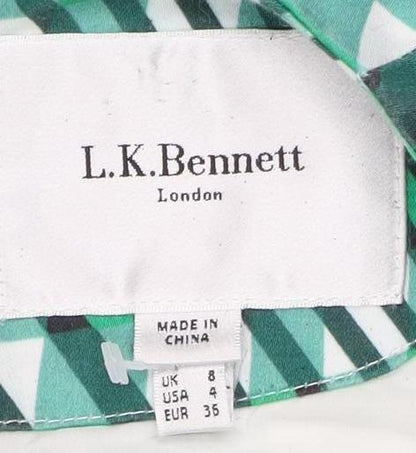 L.K.Bennett
London
MADE IN
CHINA
UK 8
USA 4
EUR 36